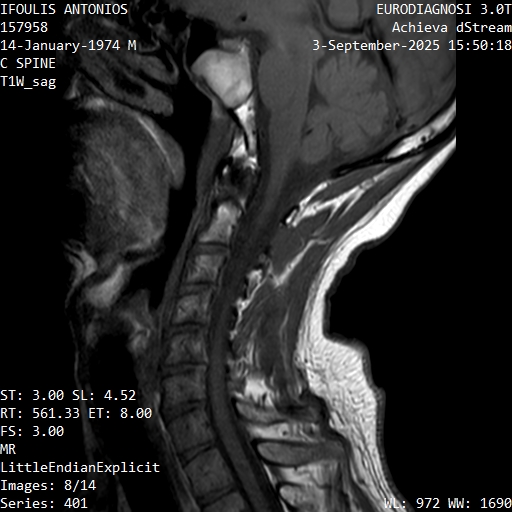 IFOULIS ANTONIOS
157958
14-January-1974 M
C SPINE
T1W_sag
EURODIAGNOSI 3.0T
Achieva dStream
3-September-2025 15:50:18
ST: 3.00 SL: 4.52
RT: 561.33 ET: 8.00
FS: 3.00
MR
LittleEndianExplicit
Images: 8/14
Series: 401
WL: 972 WW: 1690